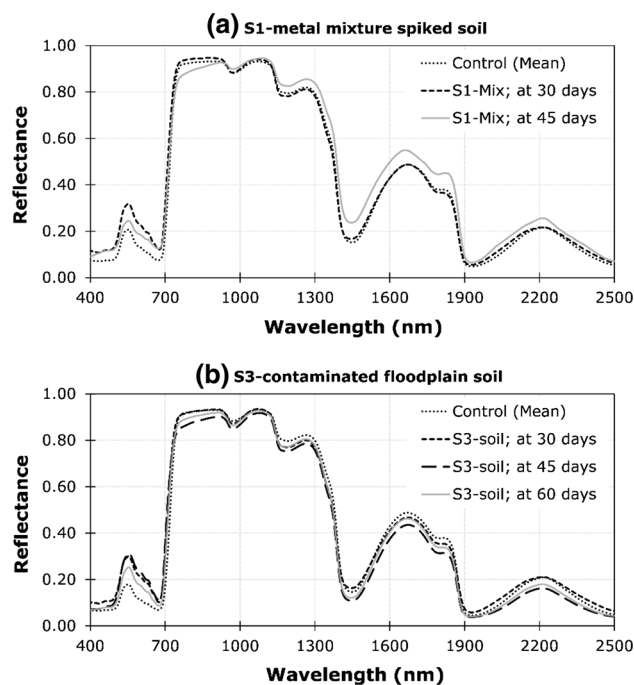 (a) S1-metal mixture spiked soil
1.00
0.80
0.60
0.40
0.20
0.00
Reflectance
Control (Mean)
S1-Mix; at 30 days
S1-Mix; at 45 days
400 700 1000 1300 1600 1900 2200 2500
Wavelength (nm)
(b) S3-contaminated floodplain soil
1.00
0.80
0.60
0.40
0.20
0.00
Reflectance
Control (Mean)
S3-soil; at 30 days
S3-soil; at 45 days
S3-soil; at 60 days
400 700 1000 1300 1600 1900 2200 2500
Wavelength (nm)